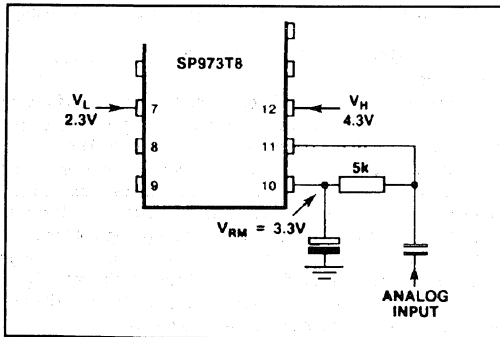 SP973T8
V_L
2.3V
7
12
V_H
4.3V
8
11
9
10
5k
V_RM = 3.3V
ANALOG
INPUT